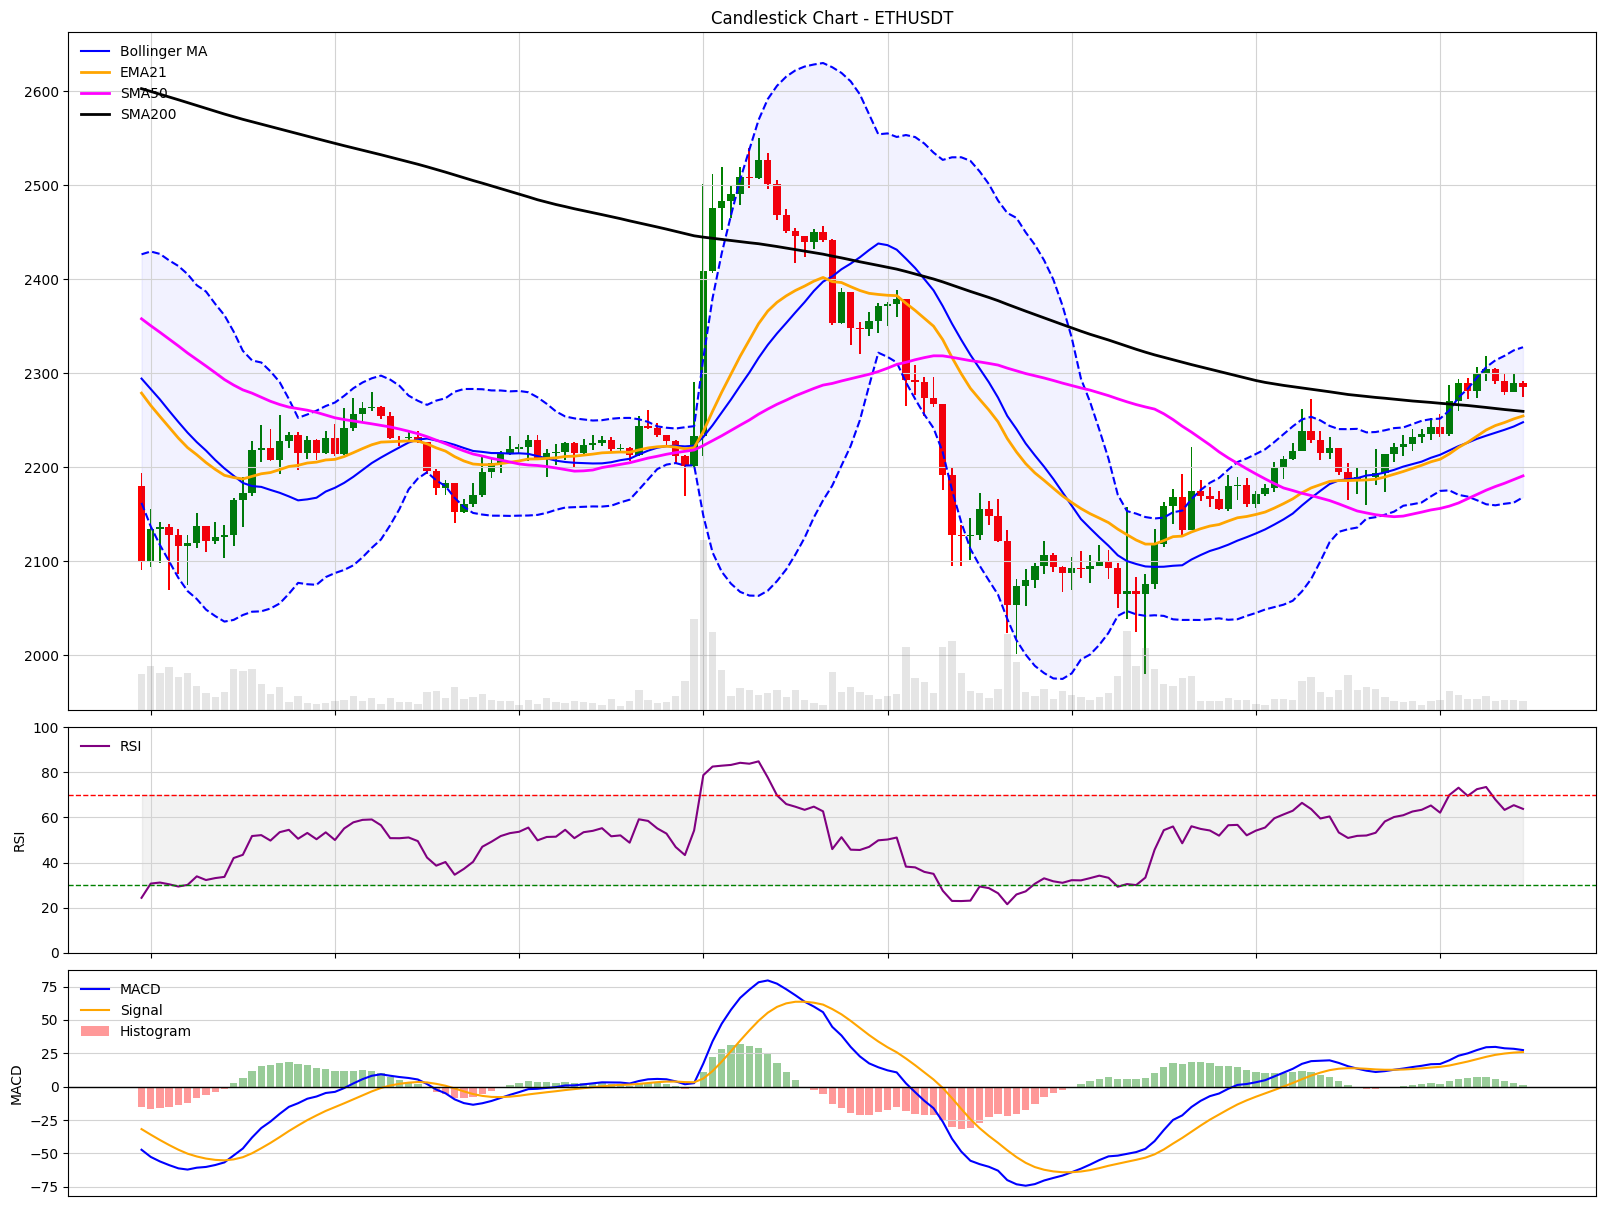 Candlestick Chart - ETHUSDT
Bollinger MA
EMA21
SMA50
SMA200
2600
2500
2400
2300
2200
2100
2000
RSI
100
80
60
40
20
0
RSI
MACD
Signal
Histogram
75
50
25
0
−25
−50
−75
MACD